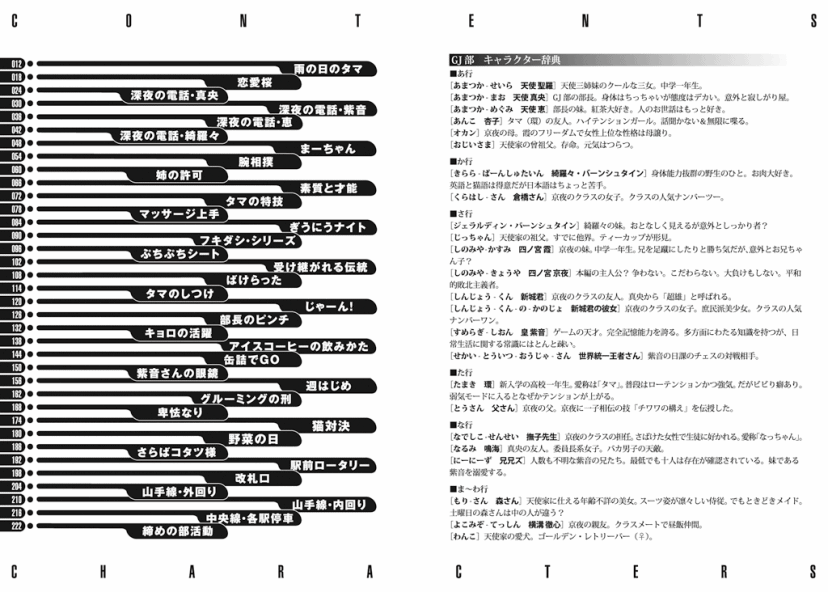 CONTENTS
012 雨の日のタマ
018 恋愛桜
024 深夜の電話・真央
030 深夜の電話・紫音
036 深夜の電話・恵
042 深夜の電話・綺羅々
048 まーちゃん
054 腕相撲
060 姉の許可
066 素質と才能
072 タマの特技
078 マッサージ上手
084 ぎうにうナイト
090 フキダシ・シリーズ
096 ぷちぷちシート
102 受け継がれる伝統
108 ばけらった
114 タマのしつけ
120 じゃーん!
126 部長のピンチ
132 キョロの活躍
138 アイスコーヒーの飲みかた
144 缶詰でGO
150 紫音さんの眼鏡
156 週はじめ
162 グルーミングの刑
168 卑怯なり
174 猫対決
180 野菜の日
186 さらばコタツ様
192 駅前ロータリー
198 改札口
204 山手線・外回り
210 山手線・内回り
216 中央線・各駅停車
222 締めの部活動
GJ部 キャラクター辞典
■あ行
[あまつか・せいら 天使 聖羅] 天使三姉妹のクールな三女。中学一年生。
[あまつか・まお 天使 真央] GJ部の部長。身体はちっちゃいが態度はデカい。意外と寂しがり屋。
[あまつか・めぐみ 天使 恵] 部長の妹。紅茶大好き。人のお世話はもっと好き。
[あんこ 杏子] タマ(環)の友人。ハイテンションガール。話聞かない&無限に喋る。
[オカン] 京夜の母。霞のフリーダムで女性上位な性格は母譲り。
[おじいさま] 天使家の曾祖父。存命。元気はつらつ。
■か行
[きらら・ばーんしゅたいん 綺羅々・バーンシュタイン] 身体能力抜群の野生のひと。お肉大好き。
英語と猫語は得意だが日本語はちょっと苦手。
[くらはし・さん 倉橋さん] 京夜のクラスの女子。クラスの人気ナンバーツー。
■さ行
[ジェラルディン・バーンシュタイン] 綺羅々の妹。おとなしく見えるが意外としっかり者?
[じっちゃん] 天使家の祖父。すでに他界。ティーカップが形見。
[しのみや・かすみ 四ノ宮 霞] 京夜の妹。中学一年生。兄を足蹴にしたりと勝ち気だが、意外とお兄ちゃ
ん子?
[しのみや・きょうや 四ノ宮 京夜] 本編の主人公? 争わない。こだわらない。大負けもしない。平和
的敗北主義者。
[しんじょう・くん 新城君] 京夜のクラスの友人。真央から「超雄」と呼ばれる。
[しんじょう・くん・の・かのじょ 新城君の彼女] 京夜のクラスの女子。庶民派美少女。クラスの人気
ナンバーワン。
[すめらぎ・しおん 皇 紫音] ゲームの天才。完全記憶能力を誇る。多方面にわたる知識を持つが、日
常生活に関する常識にはとんと疎い。
[せかい・とういつ・おうじゃ・さん 世界統一王者さん] 紫音の日課のチェスの対戦相手。
■た行
[たまき 環] 新入学の高校一年生。愛称は「タマ」。普段はローテンションかつ強気。だがビビり癖あり。
弱気モードに入るとなぜかテンションが上がる。
[とうさん 父さん] 京夜の父。京夜に一子相伝の技「チワワの構え」を伝授した。
■な行
[なでしこ・せんせい 撫子先生] 京夜のクラスの担任。さばけた女性で生徒に好かれる。愛称「なっちゃん」。
[なるみ 鳴海] 真央の友人。委員長系女子。バカ男子の天敵。
[にーにーず 兄兄ズ] 人数も不明な紫音の兄たち。最低でも十人は存在が確認されている。妹である
紫音を溺愛する。
■ま〜わ行
[もり・さん 森さん] 天使家に仕える年齢不詳の美女。スーツ姿が凛々しい侍従。でもときどきメイド。
土曜日の森さんは中の人が違う?
[よこみぞ・てっしん 横溝 徹心] 京夜の親友。クラスメートで昼飯仲間。
[わんこ] 天使家の愛犬。ゴールデン・レトリーバー(♀)。
CHARACTERS